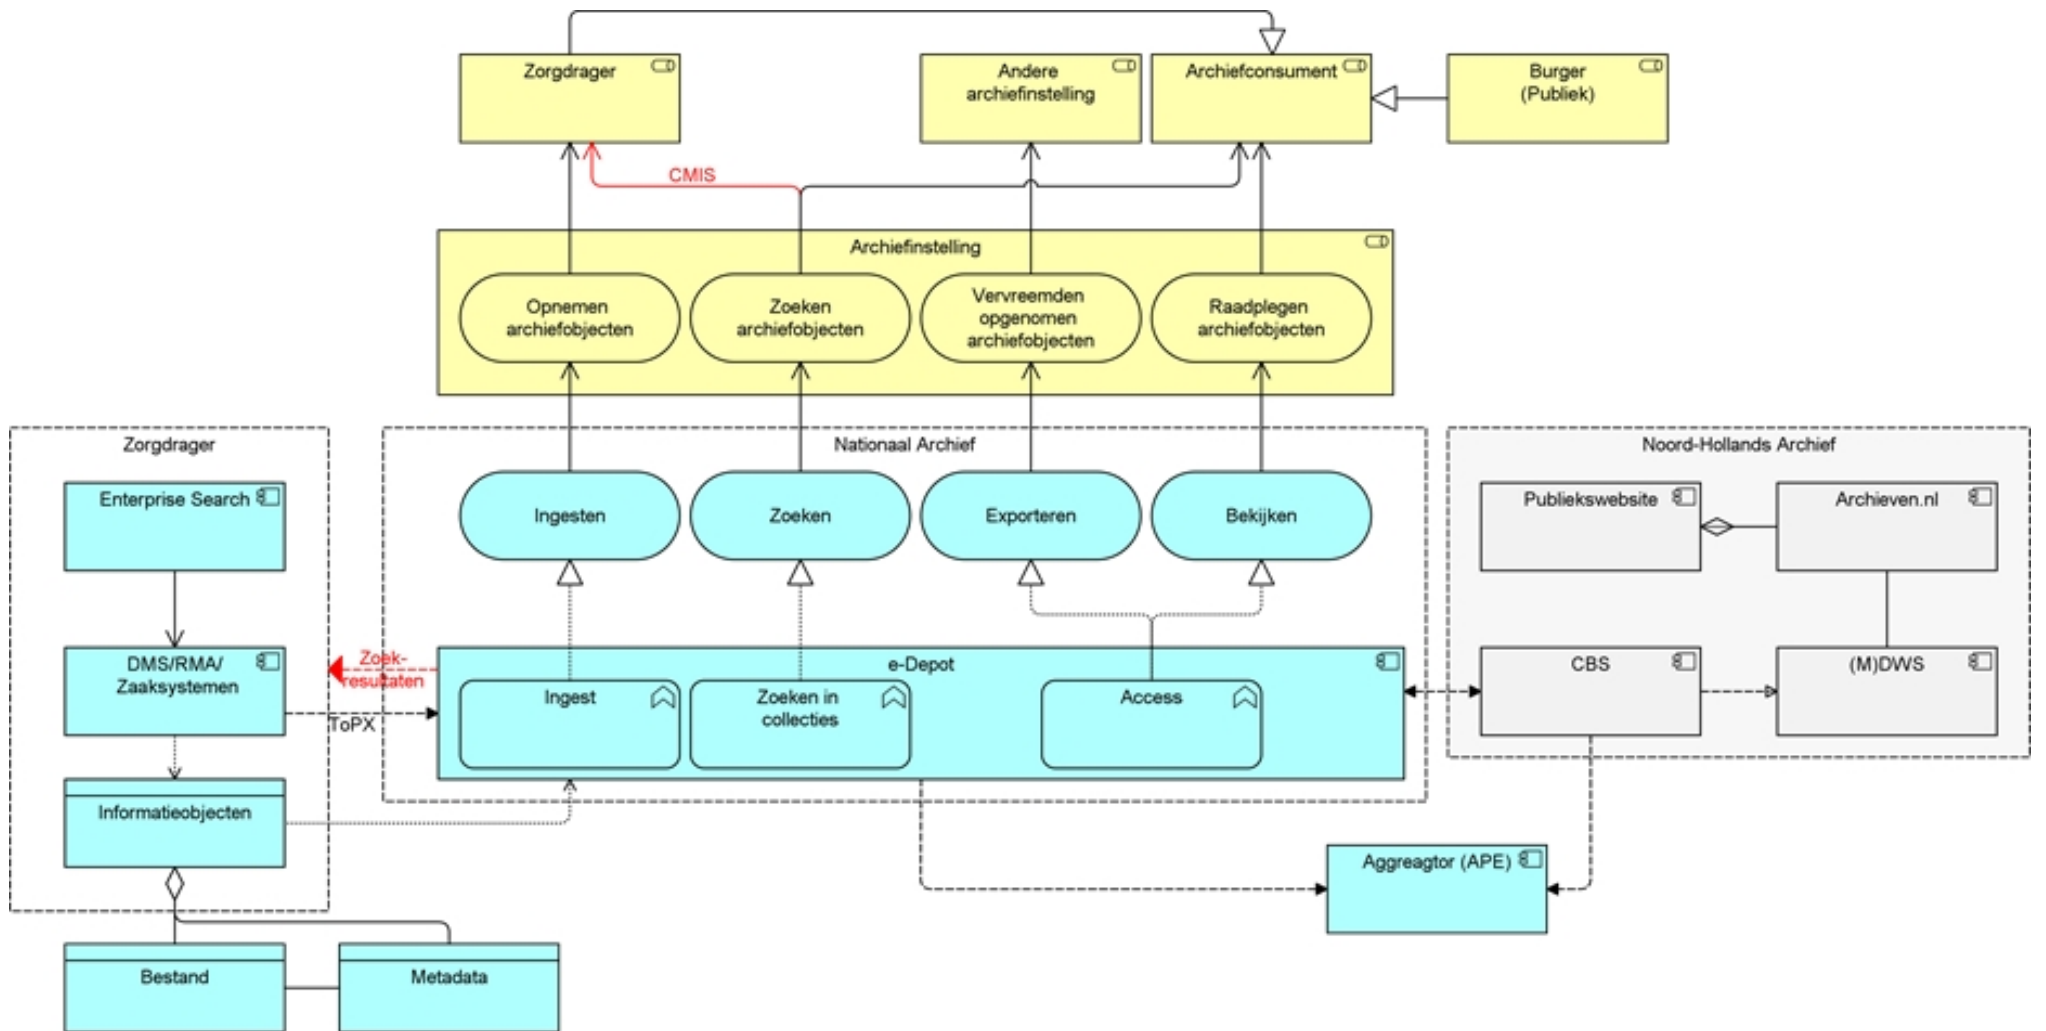 Zorgdrager
Andere
archiefinstelling
Archiefconsument
Burger
(Publiek)
CMIS
Archiefinstelling
Opnemen
archiefobjecten
Zoeken
archiefobjecten
Vervreemden
opgenomen
archiefobjecten
Raadplegen
archiefobjecten
Zorgdrager
Nationaal Archief
Noord-Hollands Archief
Enterprise Search
Ingesten
Zoeken
Exporteren
Bekijken
Publiekswebsite
Archieven.nl
DMS/RMA/
Zaaksystemen
Zoek-
resultaten
ToPX
e-Depot
Ingest
Zoeken in
collecties
Access
CBS
(M)DWS
Informatieobjecten
Aggreagtor (APE)
Bestand
Metadata